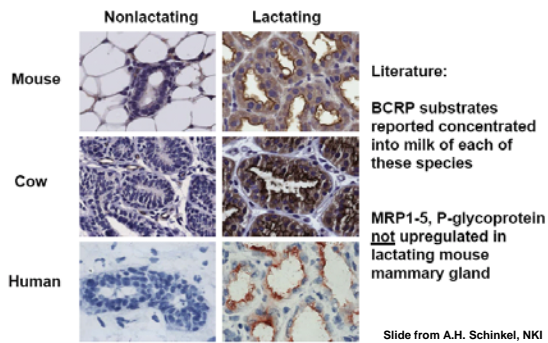 Nonlactating
Lactating
Mouse
Cow
Human
Literature:
BCRP substrates
reported concentrated
into milk of each of
these species
MRP1-5, P-glycoprotein
not upregulated in
lactating mouse
mammary gland
Slide from A.H. Schinkel, NKI